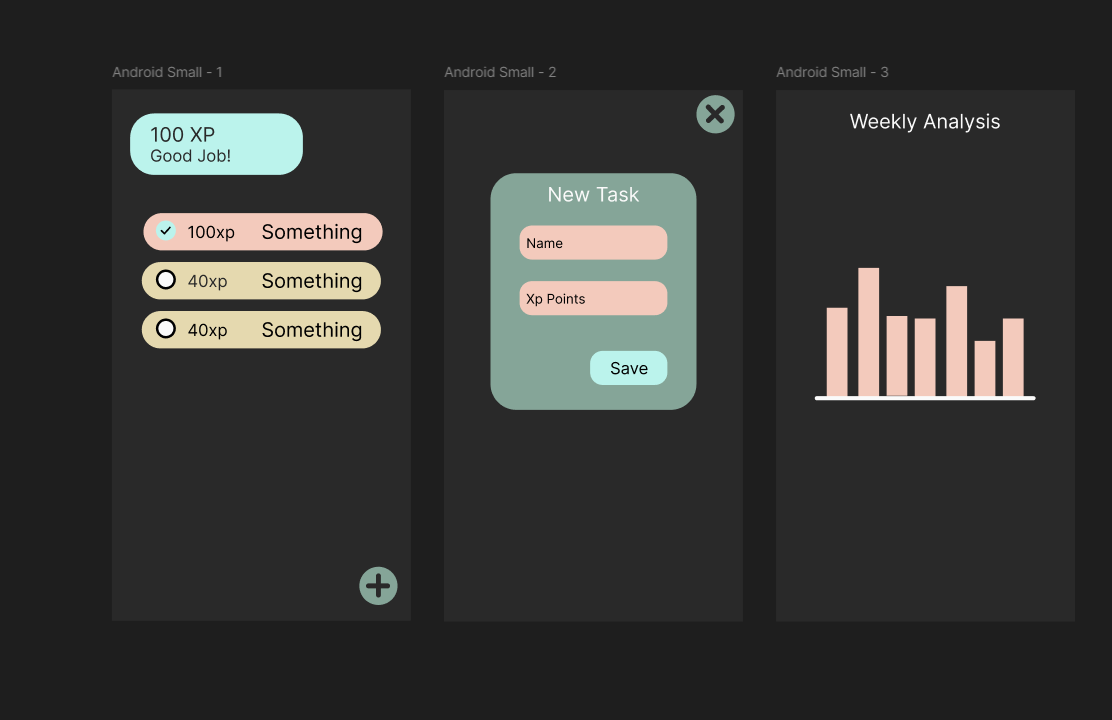 Android Small - 1
100 XP
Good Job!
100xp Something
40xp Something
40xp Something
Android Small - 2
New Task
Name
Xp Points
Save
Android Small - 3
Weekly Analysis